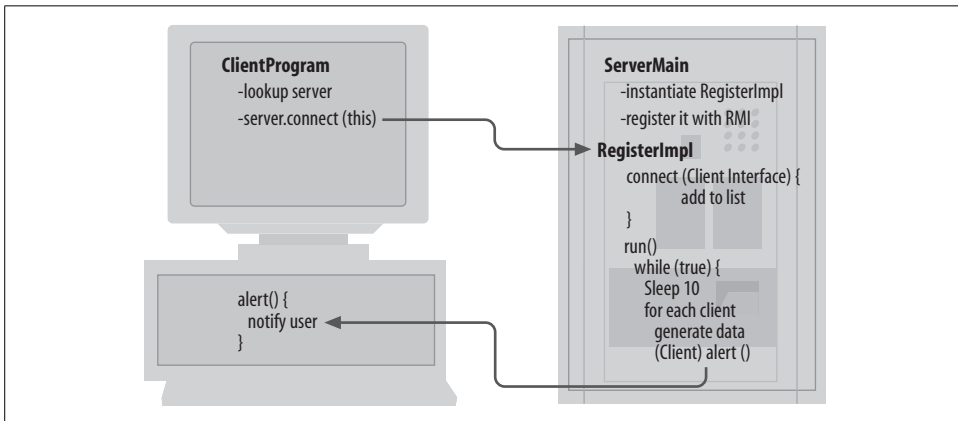 ClientProgram
-lookup server
-server.connect (this)
alert() {
notify user
}
ServerMain
-instantiate RegisterImpl
-register it with RMI
RegisterImpl
connect (Client Interface) {
add to list
}
run()
while (true) {
Sleep 10
for each client
generate data
(Client) alert ()